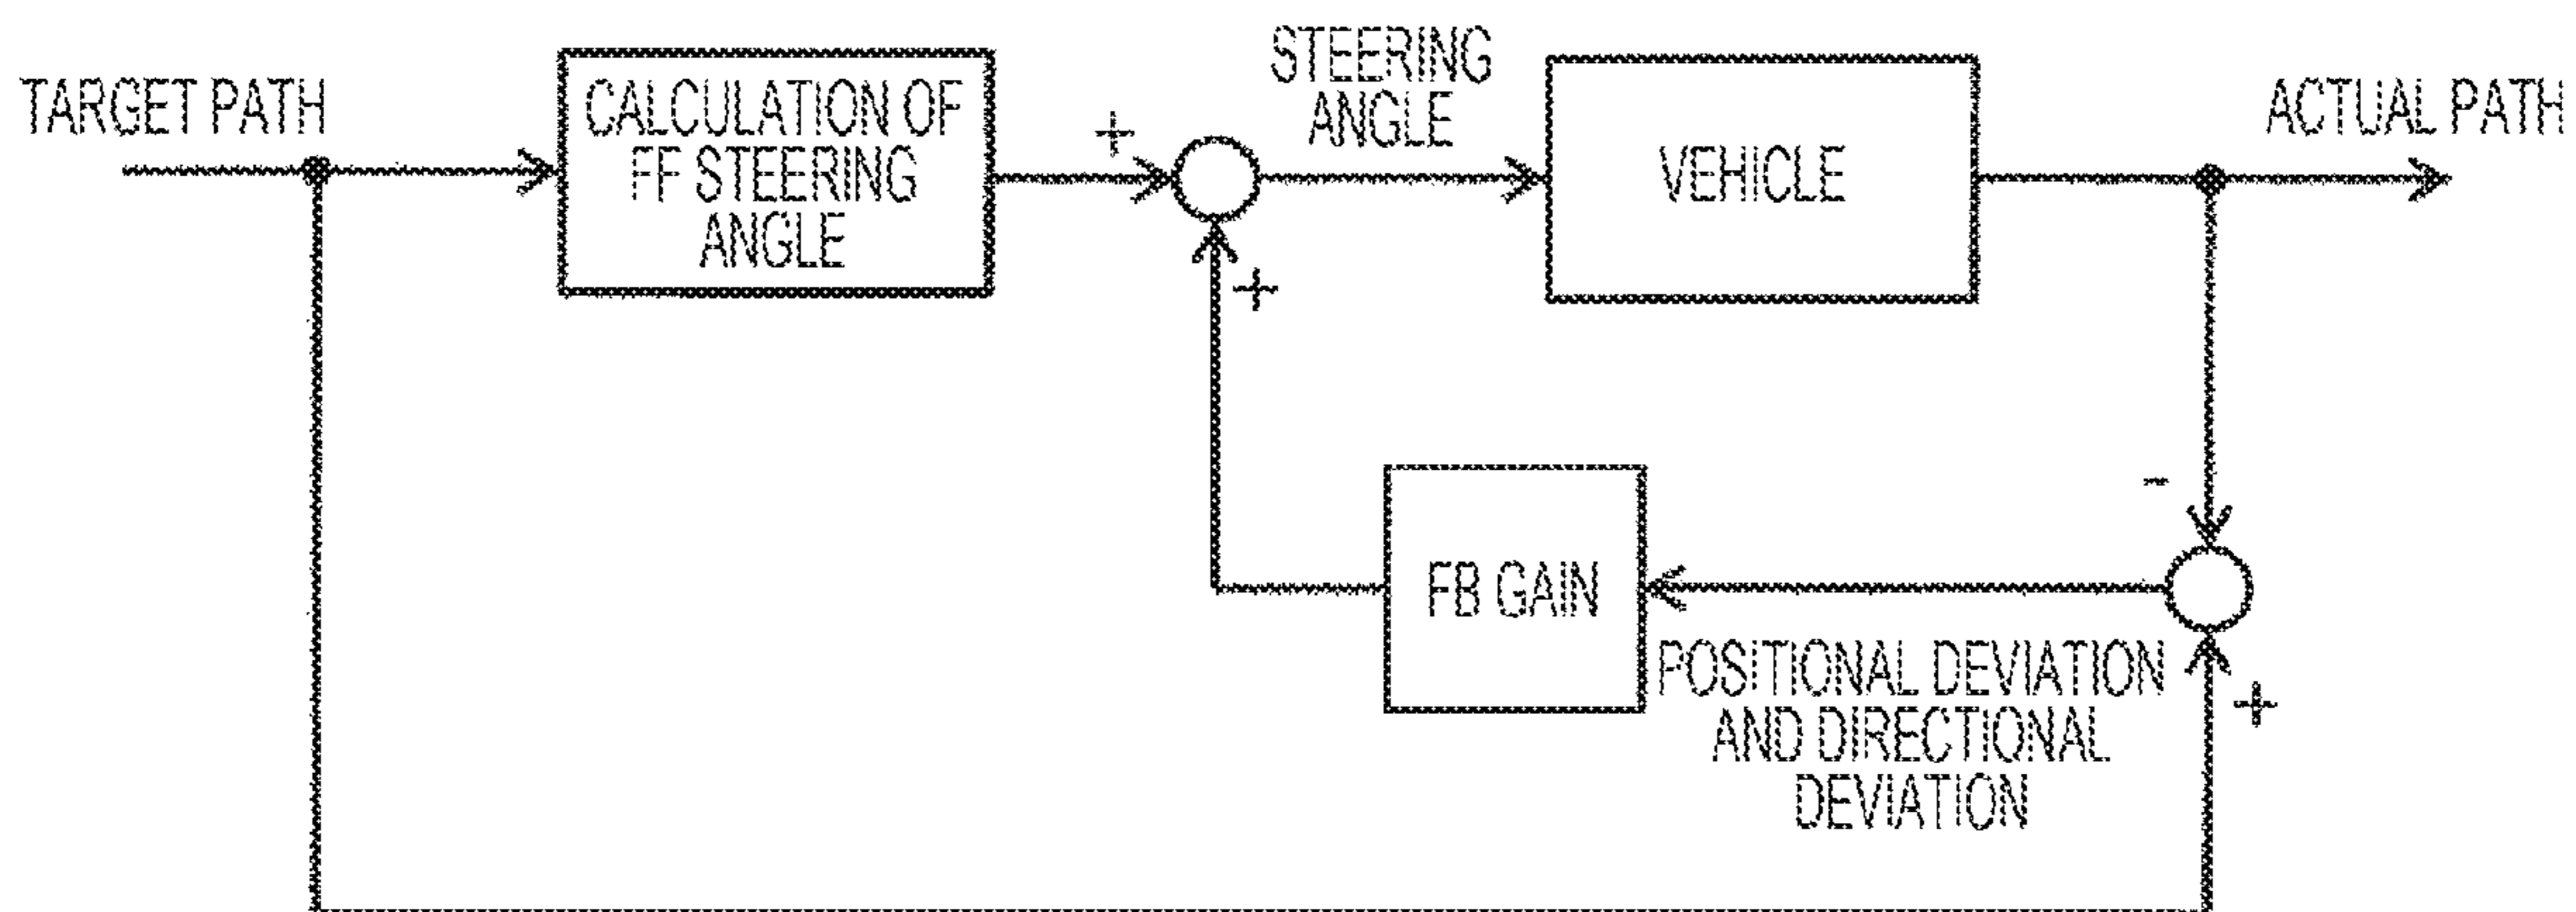 TARGET PATH
CALCULATION OF
FF STEERING
ANGLE
+
STEERING
ANGLE
VEHICLE
ACTUAL PATH
+
-
FB GAIN
POSITIONAL DEVIATION
AND DIRECTIONAL
DEVIATION
+